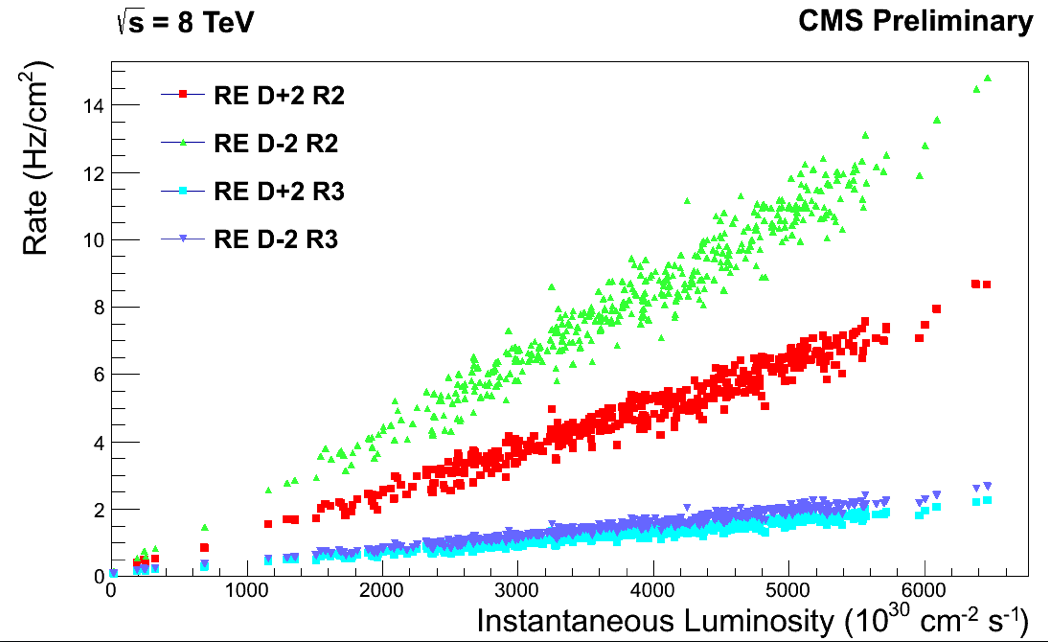 √s = 8 TeV
CMS Preliminary
Rate (Hz/cm²)
RE D+2 R2
RE D-2 R2
RE D+2 R3
RE D-2 R3
14
12
10
8
6
4
2
0
0 1000 2000 3000 4000 5000 6000
Instantaneous Luminosity (10³⁰ cm⁻² s⁻¹)